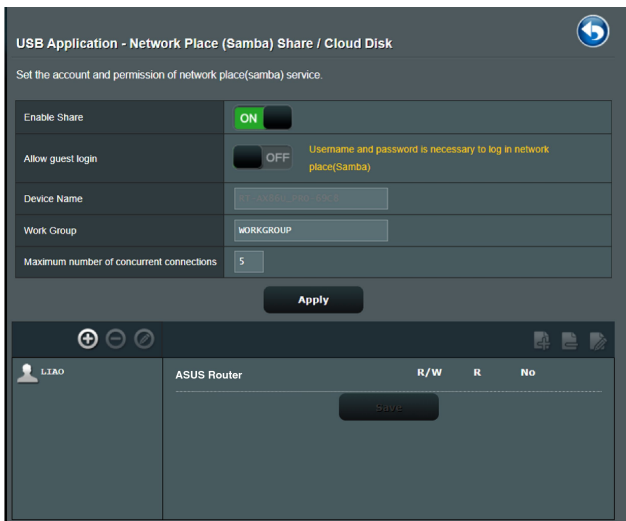 USB Application - Network Place (Samba) Share / Cloud Disk
Set the account and permission of network place(samba) service.
Enable Share
ON
Allow guest login
OFF
Username and password is necessary to log in network
place(Samba)
Device Name
Work Group
WORKGROUP
Maximum number of concurrent connections
5
Apply
LIAO
ASUS Router
R/W
R
No
Save